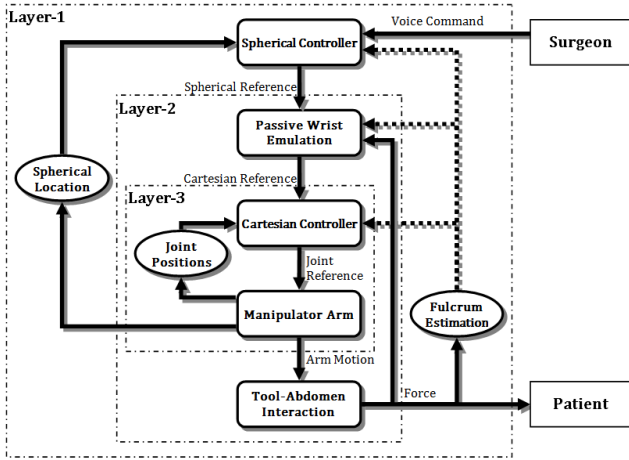 Layer-1
Voice Command
Spherical Controller
Surgeon
Spherical Reference
Layer-2
Passive Wrist
Emulation
Spherical
Location
Cartesian Reference
Layer-3
Cartesian Controller
Joint
Positions
Joint
Reference
Manipulator Arm
Fulcrum
Estimation
Arm Motion
Tool-Abdomen
Interaction
Force
Patient